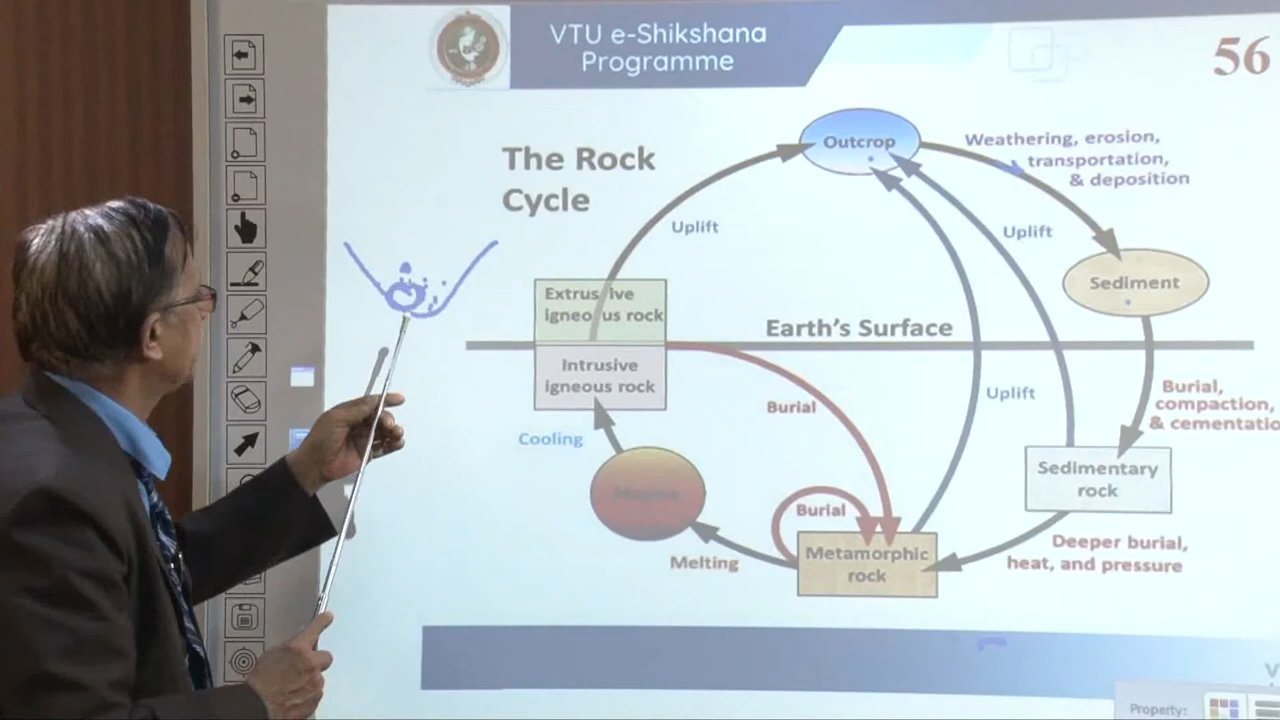 VTU e-Shikshana
Programme
56
The Rock
Cycle
Outcrop
Weathering, erosion,
transportation,
& deposition
Uplift
Uplift
Sediment
Extrusive
igneous rock
Earth's Surface
Intrusive
igneous rock
Burial
Uplift
Burial,
compaction,
& cementatio
Cooling
Sedimentary
rock
Magma
Burial
Melting
Metamorphic
rock
Deeper burial,
heat, and pressure
V
Property: